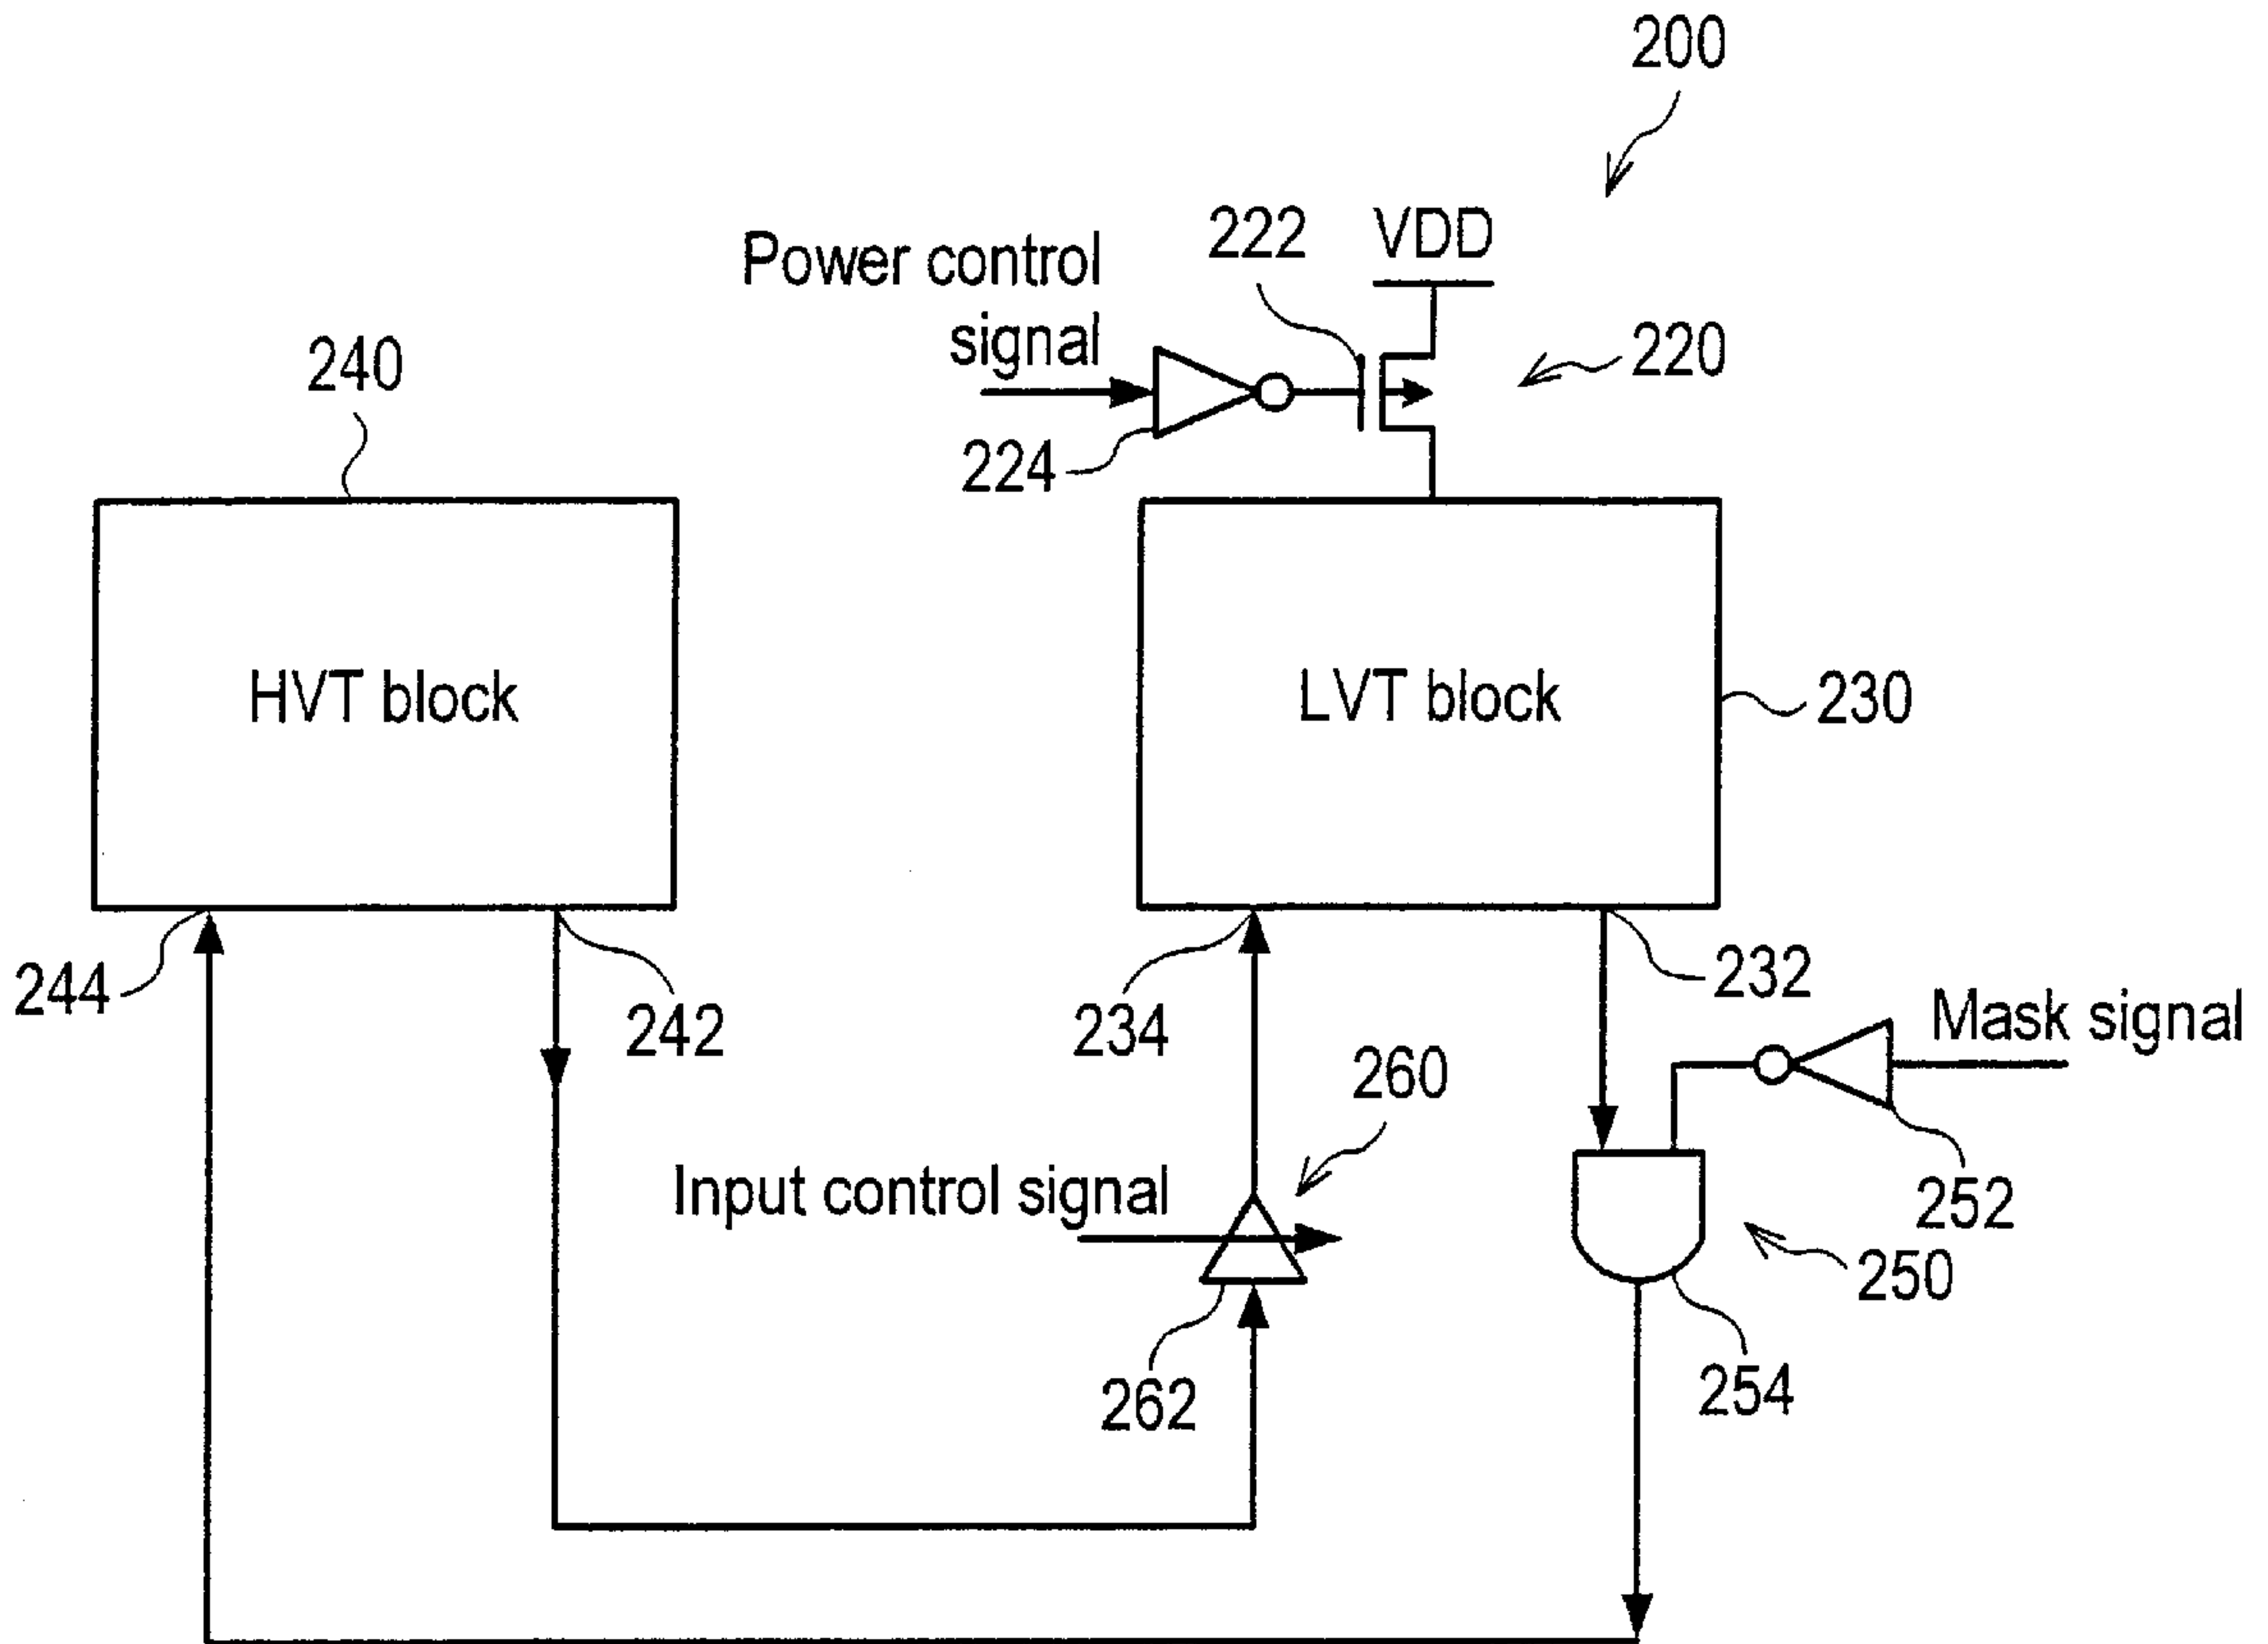 200
222
VDD
Power control
signal
220
240
224
HVT block
LVT block
230
244
242
234
232
Mask signal
260
Input control signal
252
250
262
254